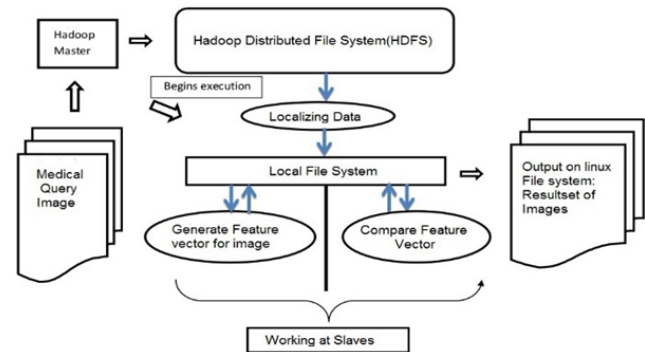 Hadoop
Master
Hadoop Distributed File System(HDFS)
Begins execution
Localizing Data
Medical
Query
Image
Local File System
Output on linux
File system:
Resultset of
Images
Generate Feature
vector for image
Compare Feature
Vector
Working at Slaves